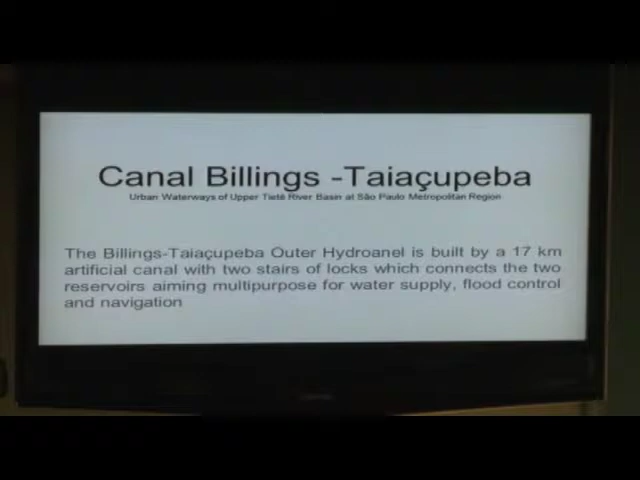 Canal Billings -Taiaçupeba
Urban Waterways of Upper Tietê River Basin at São Paulo Metropolitan Region
The Billings-Taiaçupeba Outer Hydroanel is built by a 17 km
artificial canal with two stairs of locks which connects the two
reservoirs aiming multipurpose for water supply, flood control
and navigation